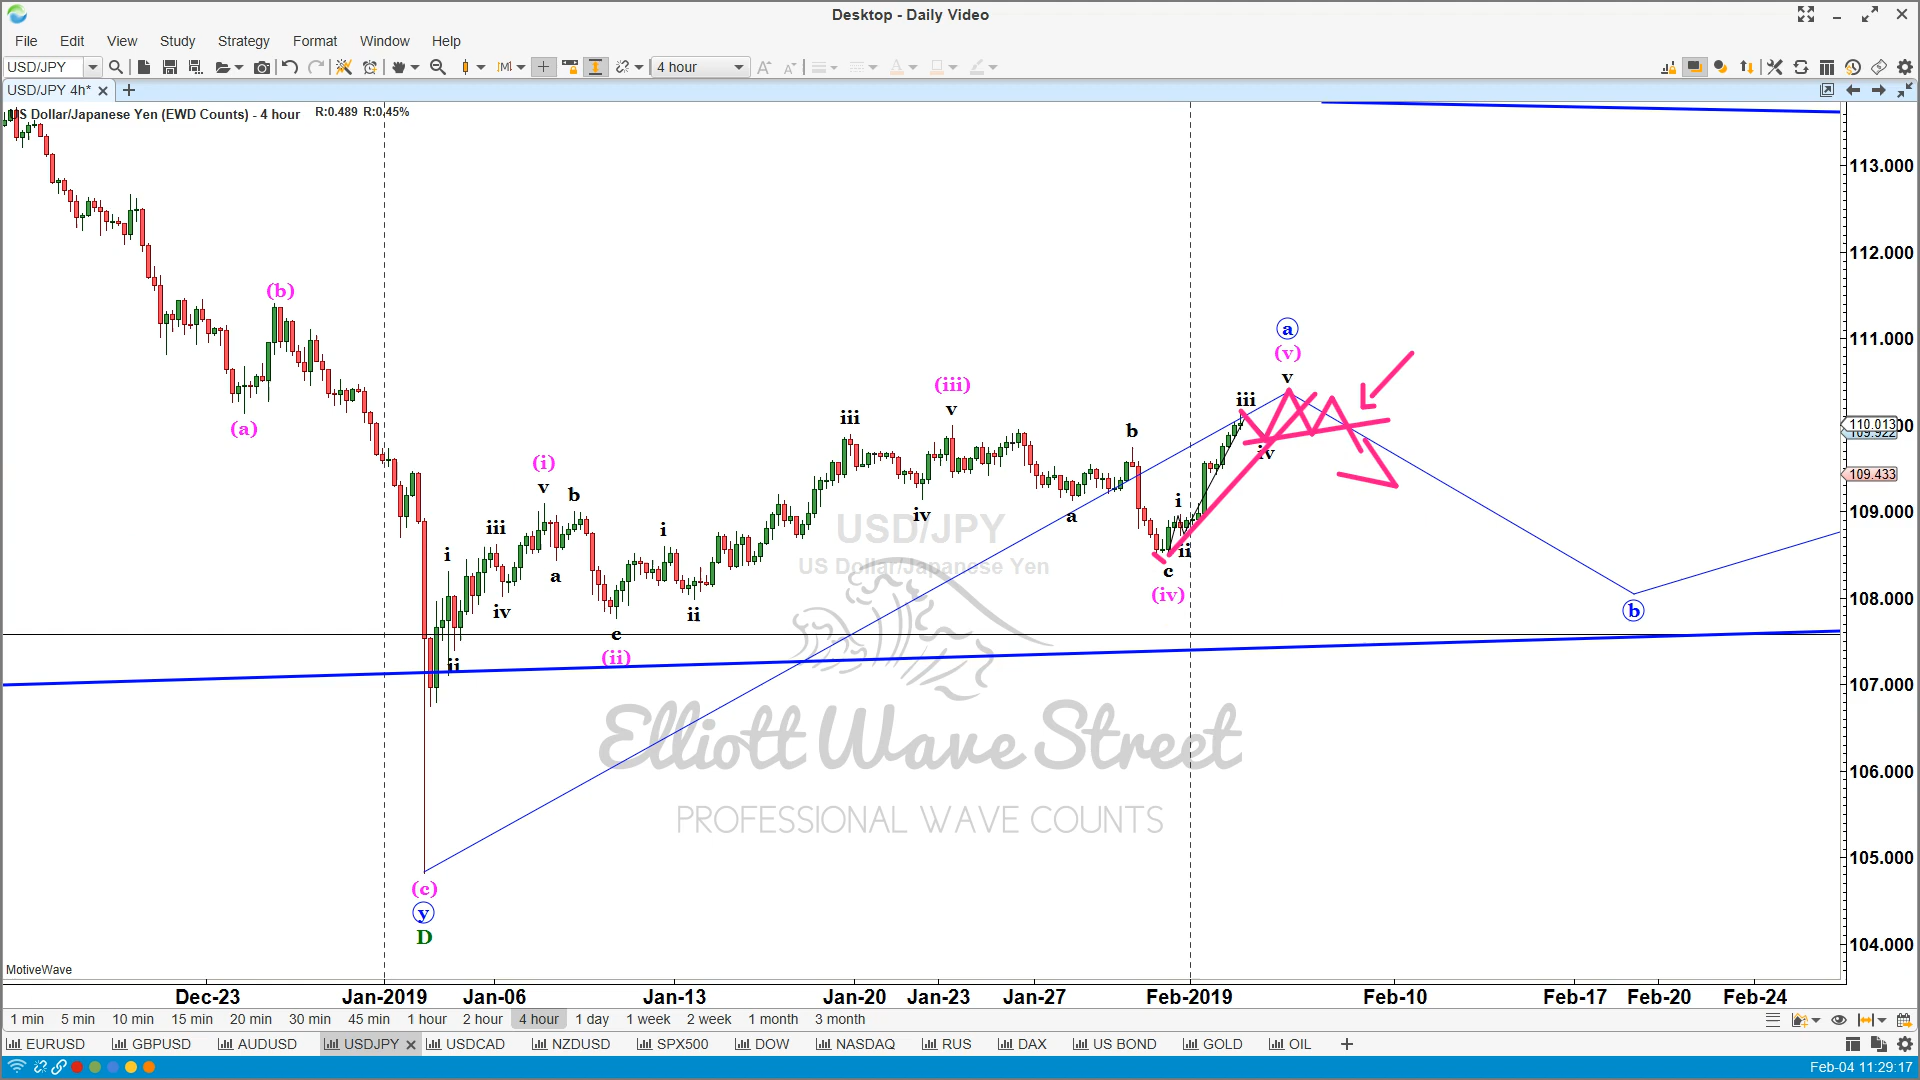 Desktop - Daily Video
File Edit View Study Strategy Format Window Help
USD/JPY 4 hour
USD/JPY 4h*
US Dollar/Japanese Yen (EWD Counts) - 4 hour R:0.489 R:0.45%
113.000
112.000
(b)
a
111.000
(v)
v
(iii)
iii
v
iii
110.013
109.922
(a)
b
iv
(i)
109.433
v
b
i
109.000
iv
a
iii
i
USD/JPY
i
ii
US Dollar/Japanese Yen
a
c
(iv)
108.000
iv
ii
b
c
(ii)
ii
107.000
Elliott Wave Street
106.000
PROFESSIONAL WAVE COUNTS
105.000
(c)
y
D
104.000
MotiveWave
Dec-23 Jan-2019 Jan-06 Jan-13 Jan-20 Jan-23 Jan-27 Feb-2019 Feb-10 Feb-17 Feb-20 Feb-24
1 min 5 min 10 min 15 min 20 min 30 min 45 min 1 hour 2 hour 4 hour 1 day 1 week 2 week 1 month 3 month
EURUSD GBPUSD AUDUSD USDJPY USDCAD NZDUSD SPX500 DOW NASDAQ RUS DAX US BOND GOLD OIL
Feb-04 11:29:17